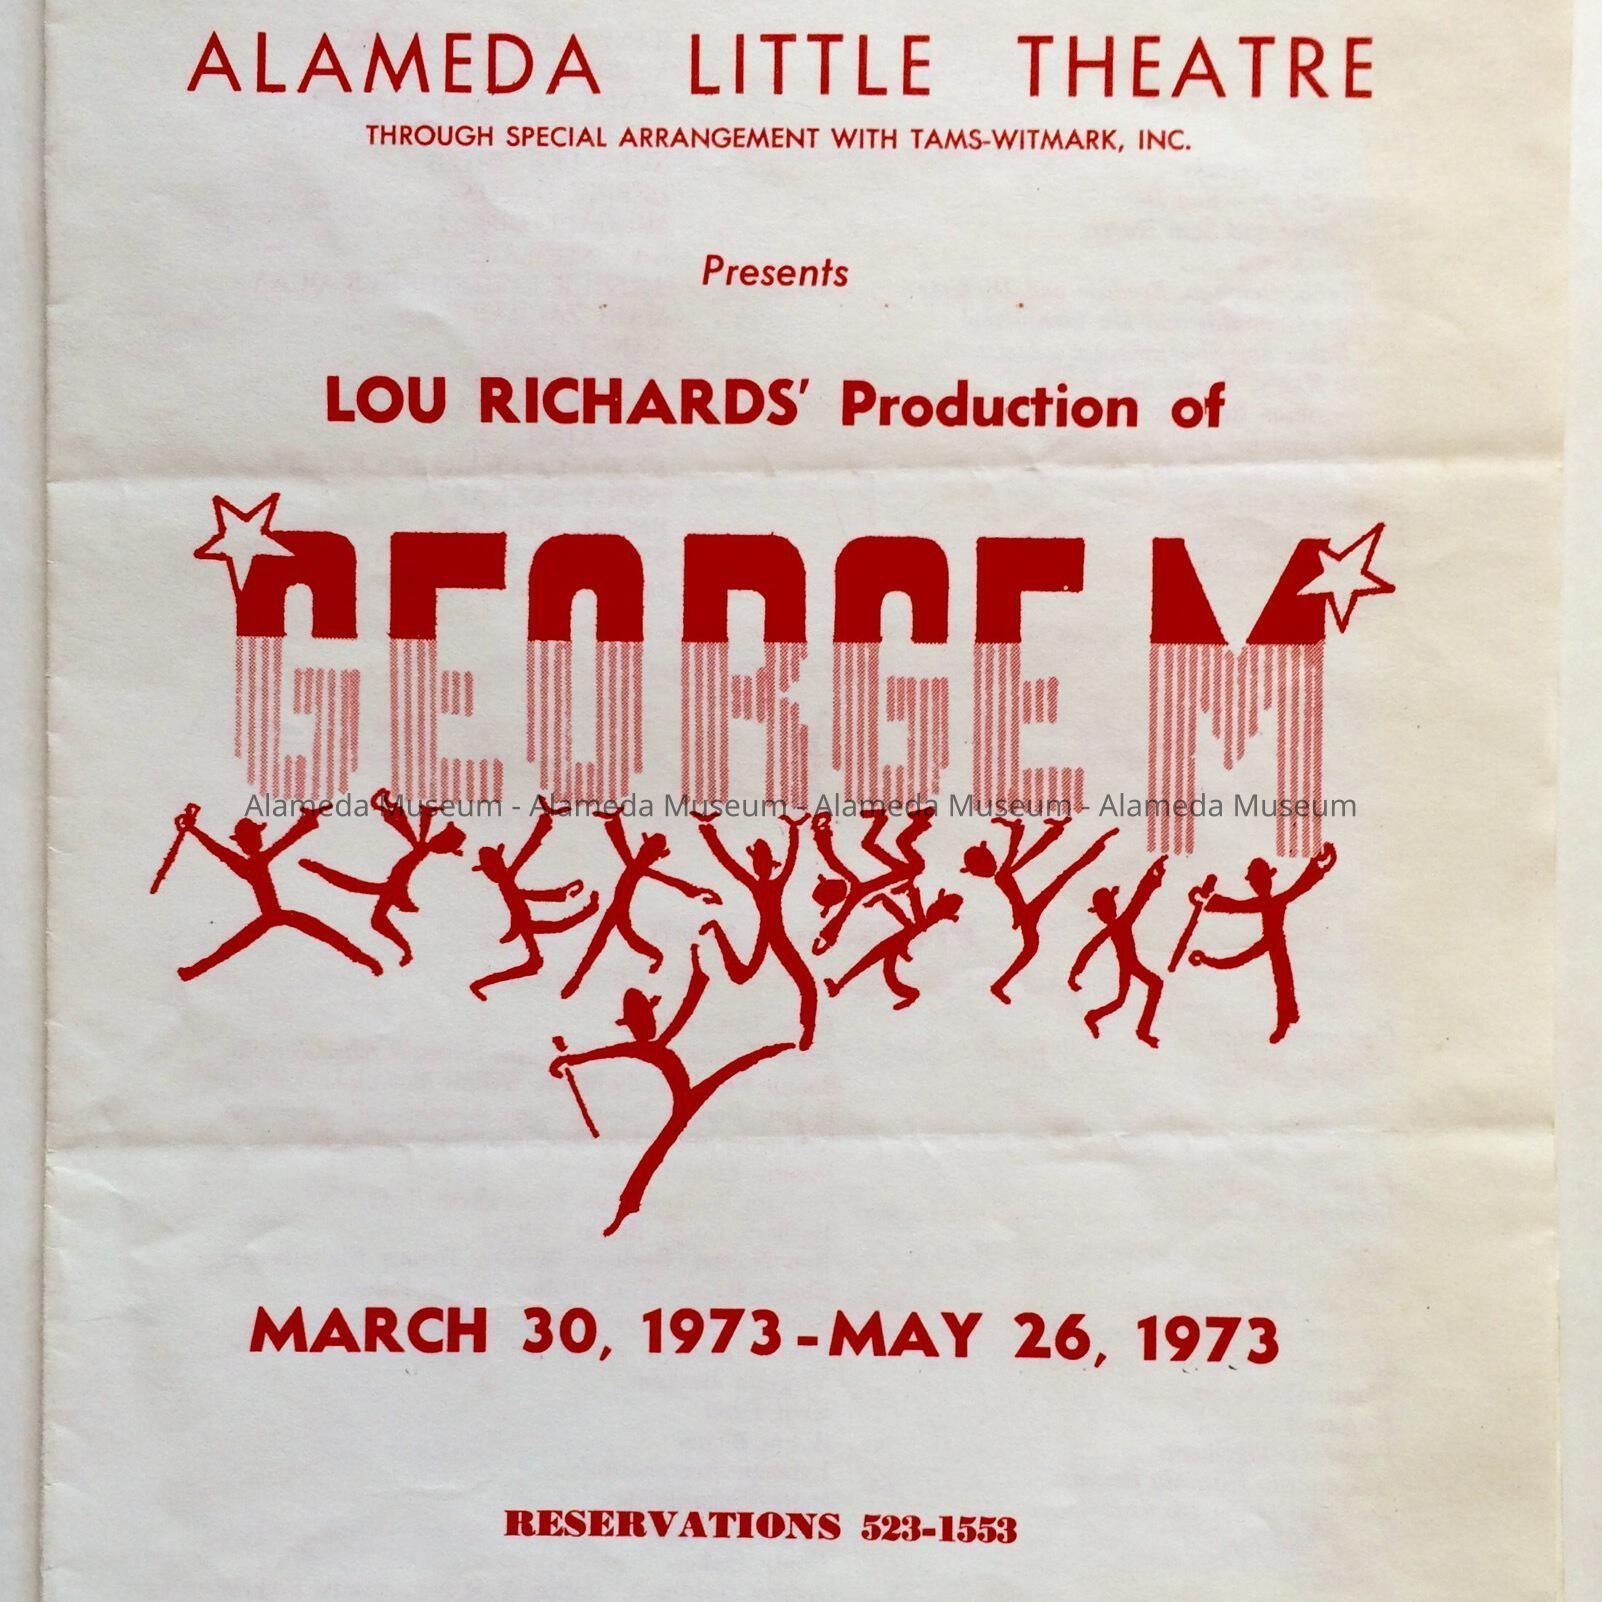 ALAMEDA LITTLE THEATRE
THROUGH SPECIAL ARRANGEMENT WITH TAMS-WITMARK, INC.
Presents
LOU RICHARDS' Production of
GEORGE M
Alameda Museum - Alameda Museum - Alameda Museum - Alameda Museum
MARCH 30, 1973-MAY 26, 1973
RESERVATIONS 523-1553